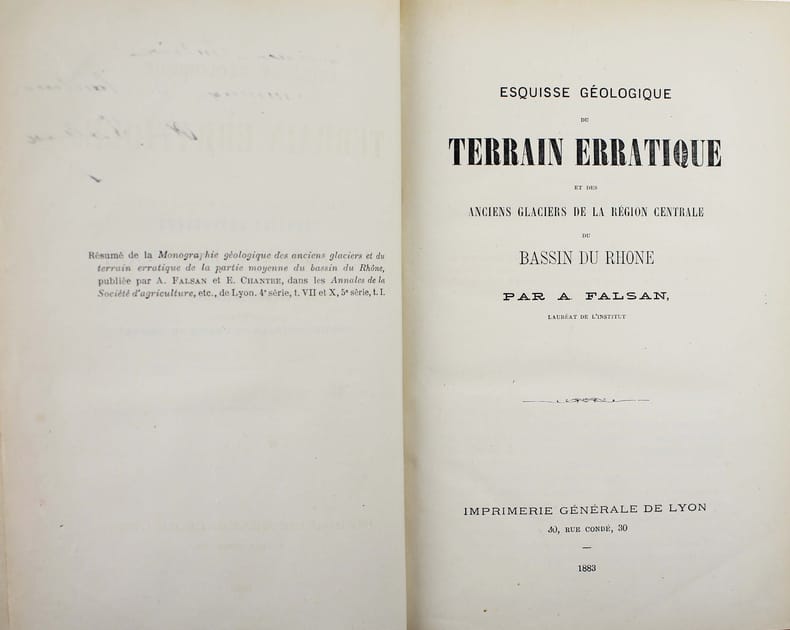 Résumé de la Monographie géologique des anciens glaciers et du
terrain erratique de la partie moyenne du bassin du Rhône,
publiée par A. FALSAN et E. CHANTRE, dans les Annales de la
Société d'agriculture, etc., de Lyon. 4e série, t. VII et X, 5e série, t. I.
ESQUISSE GÉOLOGIQUE
DU
TERRAIN ERRATIQUE
ET DES
ANCIENS GLACIERS DE LA RÉGION CENTRALE
DU
BASSIN DU RHONE
PAR A. FALSAN,
LAURÉAT DE L'INSTITUT
IMPRIMERIE GÉNÉRALE DE LYON
30, RUE CONDÉ, 30
1883